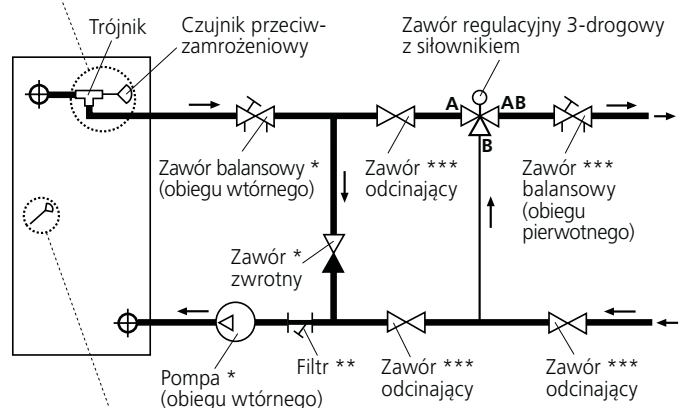 Trójnik
Czujnik przeciw-
zamrożeniowy
Zawór regulacyjny 3-drogowy
z siłownikiem
A
AB
B
Zawór balansowy *
(obiegu wtórnego)
Zawór ***
odcinający
Zawór ***
balansowy
(obiegu
pierwotnego)
Zawór *
zwrotny
Pompa *
(obiegu wtórnego)
Filtr **
Zawór ***
odcinający
Zawór ***
odcinający